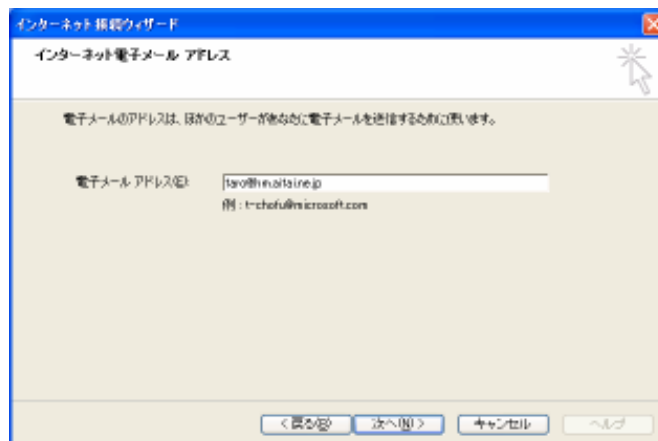 インターネット接続ウィザード
インターネット電子メール アドレス
電子メールのアドレスは、ほかのユーザーがあなたに電子メールを送信するために使います。
電子メール アドレス(E):
例 : t-chofu@microsoft.com
< 戻る(B)
次へ(N) >
キャンセル
ヘルプ